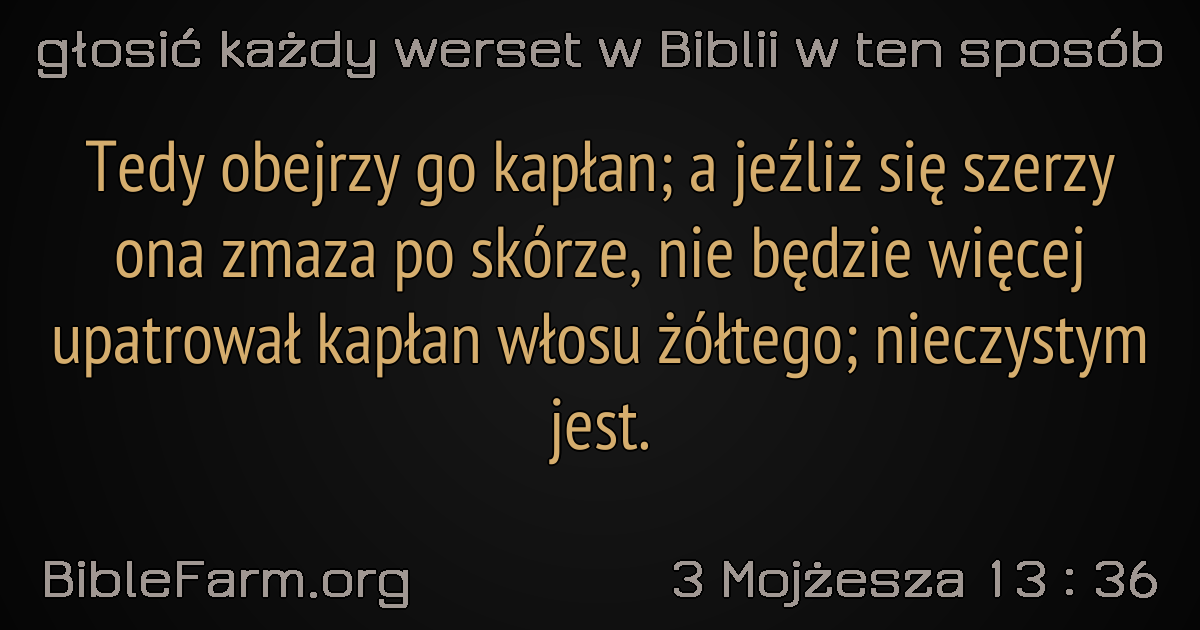 głosić każdy werset w Biblii w ten sposób
Tedy obejrzy go kapłan; a jeźliż się szerzy
ona zmaza po skórze, nie będzie więcej
upatrował kapłan włosu żółtego; nieczystym
jest.
BibleFarm.org
3 Mojżesza 13 : 36